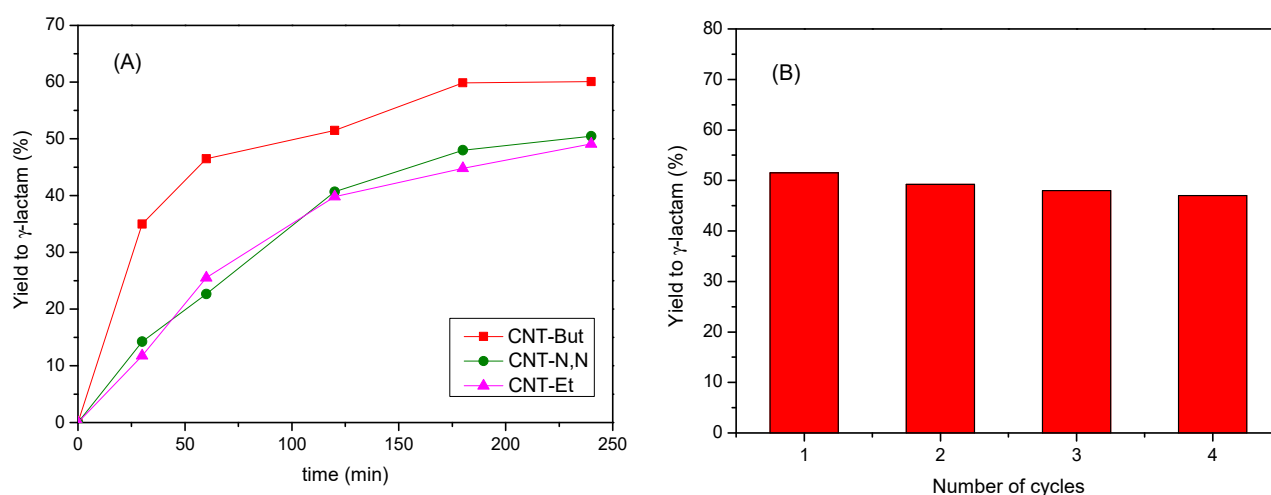 (A)
Yield to γ-lactam (%)
70
60
50
40
30
20
10
0
0 50 100 150 200 250
time (min)
CNT-But
CNT-N,N
CNT-Et
(B)
Yield to γ-lactam (%)
80
70
60
50
40
30
20
10
0
1 2 3 4
Number of cycles